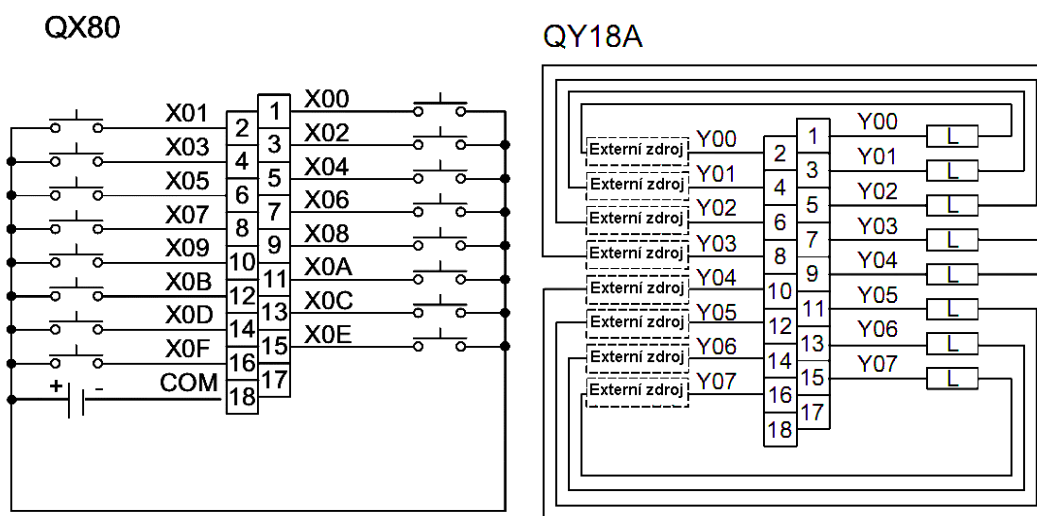 QX80
X01
X03
X05
X07
X09
X0B
X0D
X0F
+ - COM
2
4
6
8
10
12
14
16
18
1
3
5
7
9
11
13
15
17
X00
X02
X04
X06
X08
X0A
X0C
X0E
QY18A
Externí zdroj Y00
Externí zdroj Y01
Externí zdroj Y02
Externí zdroj Y03
Externí zdroj Y04
Externí zdroj Y05
Externí zdroj Y06
Externí zdroj Y07
2
4
6
8
10
12
14
16
18
1
3
5
7
9
11
13
15
17
Y00 L
Y01 L
Y02 L
Y03 L
Y04 L
Y05 L
Y06 L
Y07 L